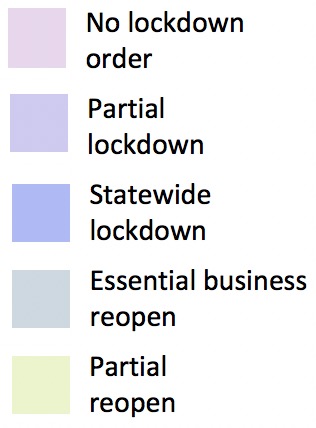 No lockdown
order
Partial
lockdown
Statewide
lockdown
Essential business
reopen
Partial
reopen